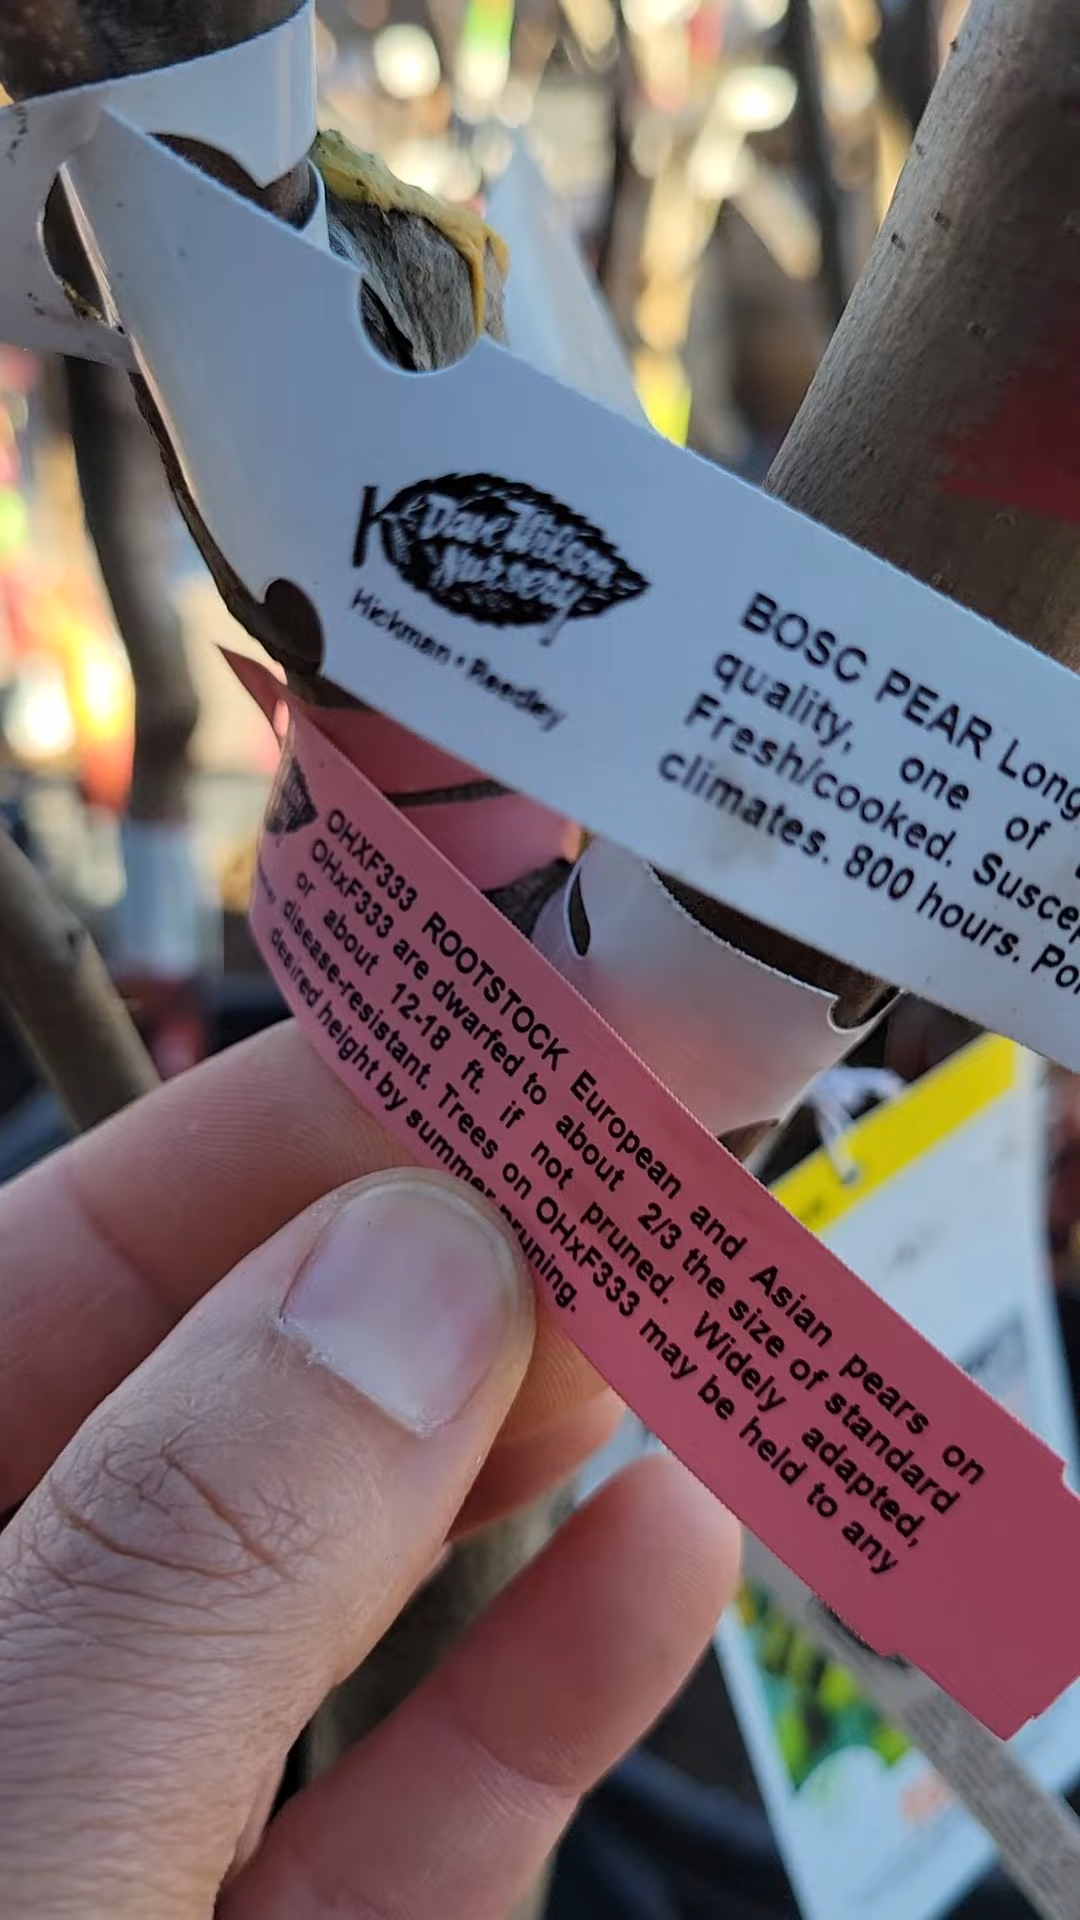 Dave Wilson
Nursery
Hickman • Reedley
BOSC PEAR Long
quality, one of
Fresh/cooked. Suscep
climates. 800 hours. Pol
OHXF333 ROOTSTOCK European and Asian pears on
OHxF333 are dwarfed to about 2/3 the size of standard
or about 12-18 ft. if not pruned. Widely adapted,
disease-resistant. Trees on OHxF333 may be held to any
desired height by summer pruning.